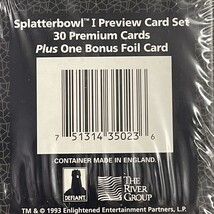 Splatterbowl™ I Preview Card Set
30 Premium Cards
Plus One Bonus Foil Card
7 51314 35023 6
CONTAINER MADE IN ENGLAND.
DEFIANT
THE RIVER GROUP
TM & © 1993 Enlightened Entertainment Partners, L.P.